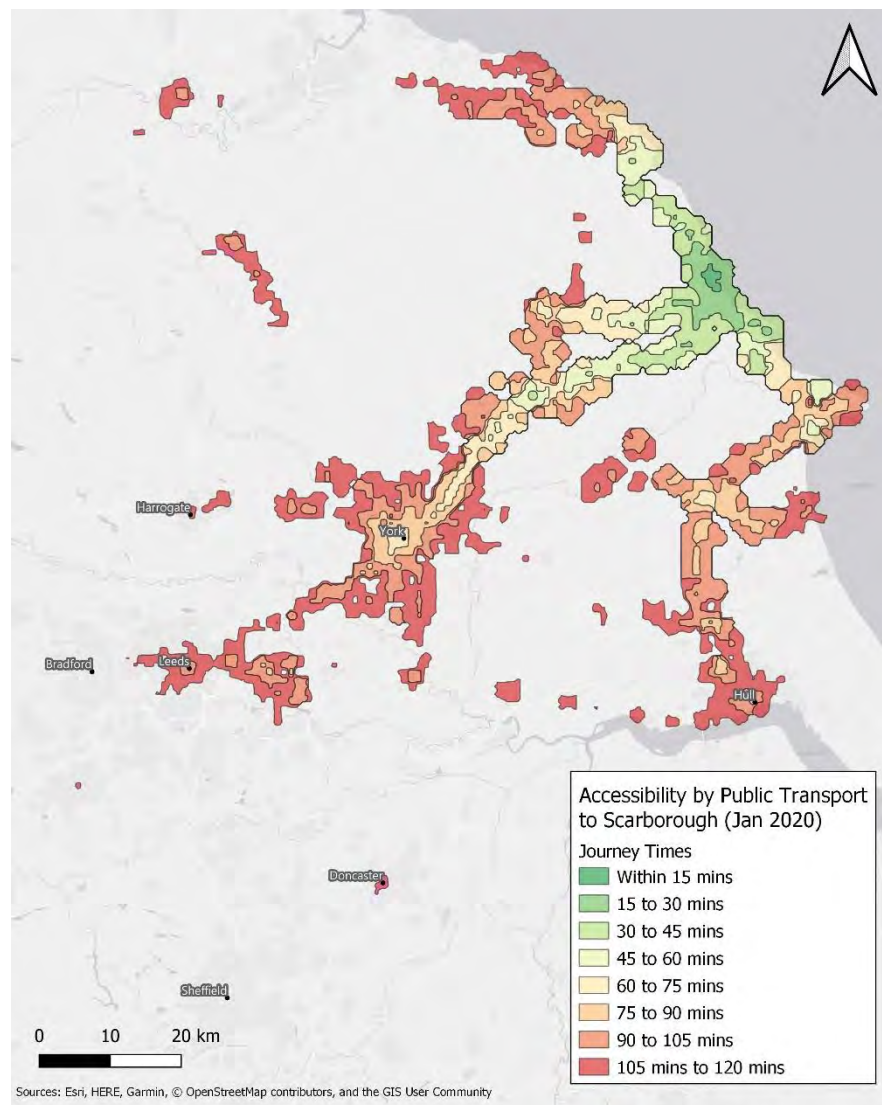 Harrogate
York
Bradford
Leeds
Hull
Doncaster
Sheffield
Accessibility by Public Transport
to Scarborough (Jan 2020)
Journey Times
Within 15 mins
15 to 30 mins
30 to 45 mins
45 to 60 mins
60 to 75 mins
75 to 90 mins
90 to 105 mins
105 mins to 120 mins
0 10 20 km
Sources: Esri, HERE, Garmin, © OpenStreetMap contributors, and the GIS User Community